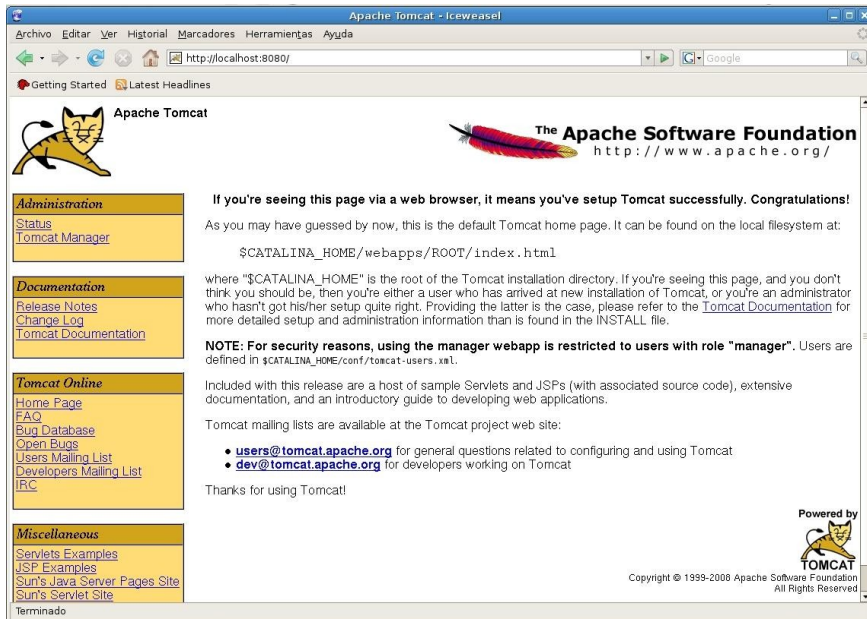 Apache Tomcat - Iceweasel
Archivo Editar Ver Historial Marcadores Herramientas Ayuda
http://localhost:8080/
Google
Getting Started Latest Headlines
Apache Tomcat
The Apache Software Foundation
http://www.apache.org/
Administration
Status
Tomcat Manager
Documentation
Release Notes
Change Log
Tomcat Documentation
Tomcat Online
Home Page
FAQ
Bug Database
Open Bugs
Users Mailing List
Developers Mailing List
IRC
Miscellaneous
Servlets Examples
JSP Examples
Sun's Java Server Pages Site
Sun's Servlet Site
If you're seeing this page via a web browser, it means you've setup Tomcat successfully. Congratulations!
As you may have guessed by now, this is the default Tomcat home page. It can be found on the local filesystem at:
$CATALINA_HOME/webapps/ROOT/index.html
where "$CATALINA_HOME" is the root of the Tomcat installation directory. If you're seeing this page, and you don't
think you should be, then you're either a user who has arrived at new installation of Tomcat, or you're an administrator
who hasn't got his/her setup quite right. Providing the latter is the case, please refer to the Tomcat Documentation for
more detailed setup and administration information than is found in the INSTALL file.
NOTE: For security reasons, using the manager webapp is restricted to users with role "manager". Users are
defined in $CATALINA_HOME/conf/tomcat-users.xml.
Included with this release are a host of sample Servlets and JSPs (with associated source code), extensive
documentation, and an introductory guide to developing web applications.
Tomcat mailing lists are available at the Tomcat project web site:
• users@tomcat.apache.org for general questions related to configuring and using Tomcat
• dev@tomcat.apache.org for developers working on Tomcat
Thanks for using Tomcat!
Powered by
TOMCAT
Copyright © 1999-2008 Apache Software Foundation
All Rights Reserved
Terminado